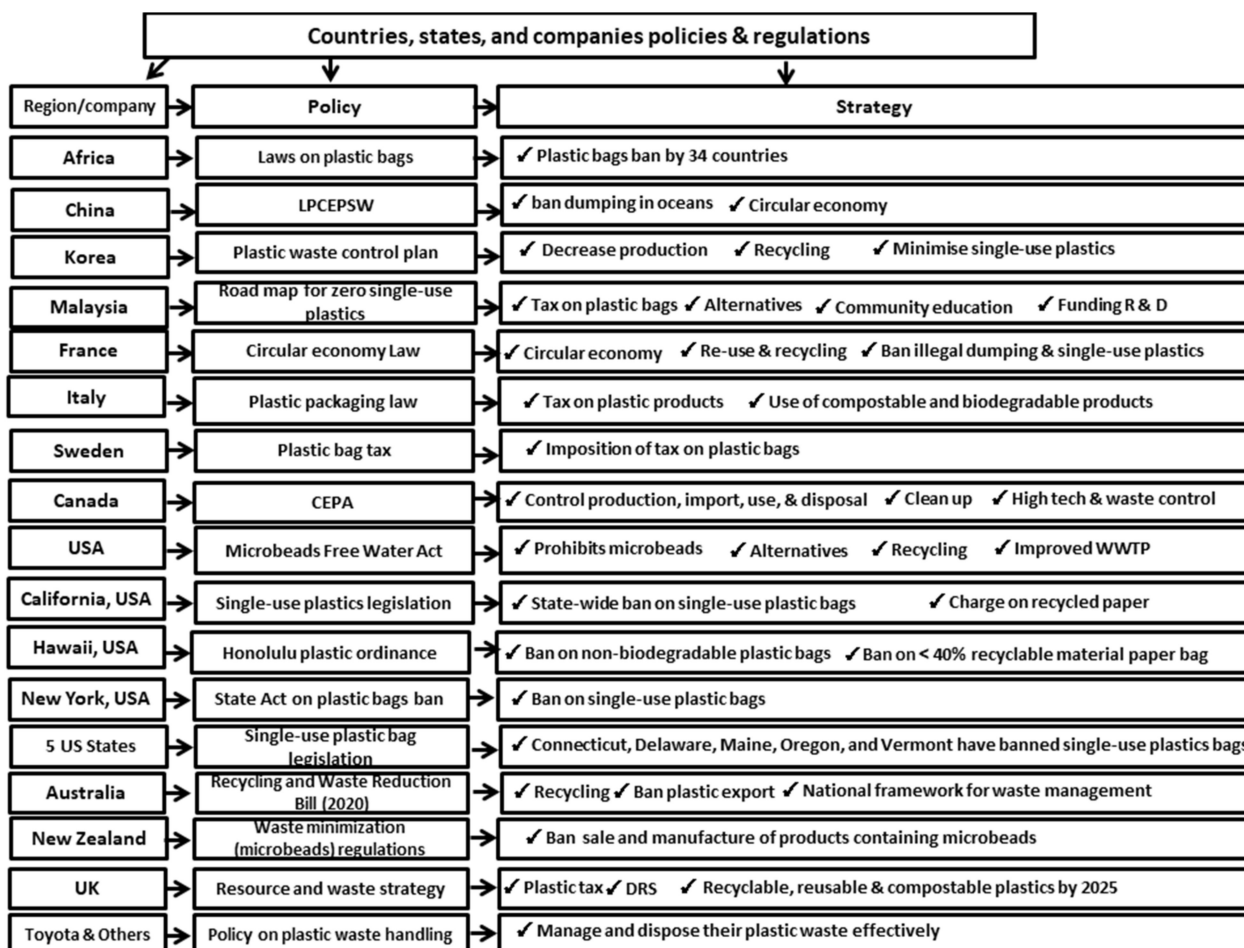 Countries, states, and companies policies & regulations
Region/company Policy Strategy
Africa Laws on plastic bags ✓ Plastic bags ban by 34 countries
China LPCEPSW ✓ ban dumping in oceans ✓ Circular economy
Korea Plastic waste control plan ✓ Decrease production ✓ Recycling ✓ Minimise single-use plastics
Malaysia Road map for zero single-use
plastics ✓ Tax on plastic bags ✓ Alternatives ✓ Community education ✓ Funding R & D
France Circular economy Law ✓ Circular economy ✓ Re-use & recycling ✓ Ban illegal dumping & single-use plastics
Italy Plastic packaging law ✓ Tax on plastic products ✓ Use of compostable and biodegradable products
Sweden Plastic bag tax ✓ Imposition of tax on plastic bags
Canada CEPA ✓ Control production, import, use, & disposal ✓ Clean up ✓ High tech & waste control
USA Microbeads Free Water Act ✓ Prohibits microbeads ✓ Alternatives ✓ Recycling ✓ Improved WWTP
California, USA Single-use plastics legislation ✓ State-wide ban on single-use plastic bags ✓ Charge on recycled paper
Hawaii, USA Honolulu plastic ordinance ✓ Ban on non-biodegradable plastic bags ✓ Ban on < 40% recyclable material paper bag
New York, USA State Act on plastic bags ban ✓ Ban on single-use plastic bags
5 US States Single-use plastic bag
legislation ✓ Connecticut, Delaware, Maine, Oregon, and Vermont have banned single-use plastics bags
Australia Recycling and Waste Reduction
Bill (2020) ✓ Recycling ✓ Ban plastic export ✓ National framework for waste management
New Zealand Waste minimization
(microbeads) regulations ✓ Ban sale and manufacture of products containing microbeads
UK Resource and waste strategy ✓ Plastic tax ✓ DRS ✓ Recyclable, reusable & compostable plastics by 2025
Toyota & Others Policy on plastic waste handling ✓ Manage and dispose their plastic waste effectively